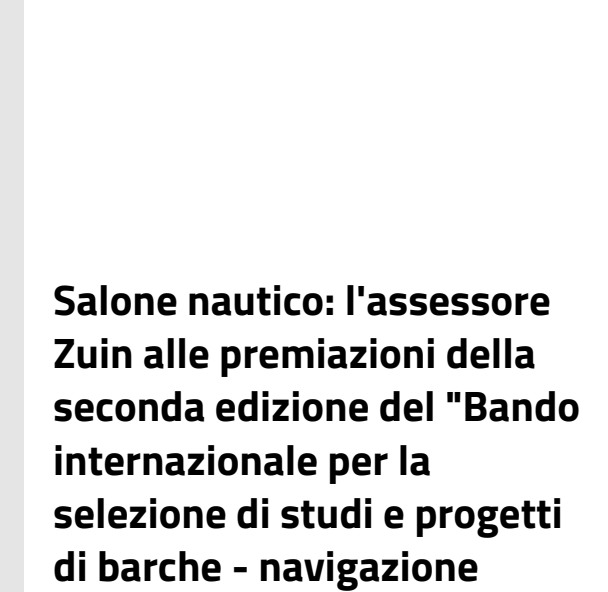 Salone nautico: l'assessore
Zuin alle premiazioni della
seconda edizione del "Bando
internazionale per la
selezione di studi e progetti
di barche - navigazione